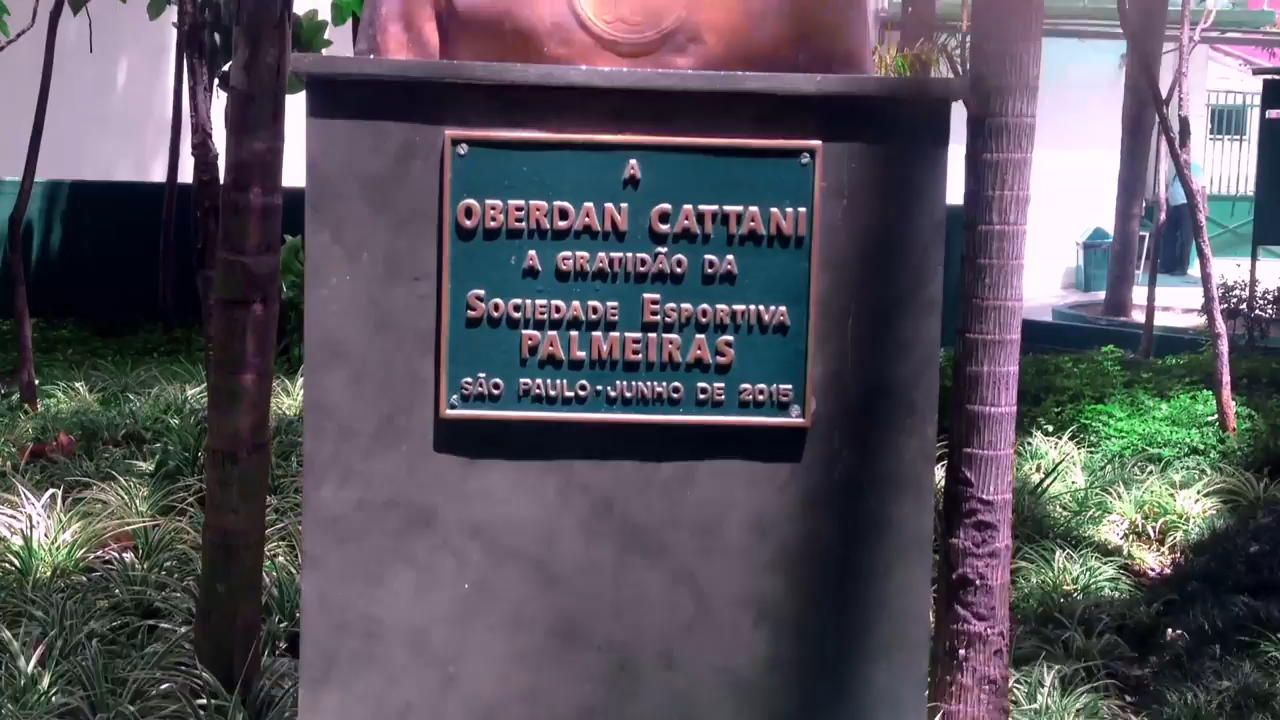 A
OBERDAN CATTANI
A GRATIDÃO DA
SOCIEDADE ESPORTIVA
PALMEIRAS
SÃO PAULO - JUNHO DE 2015